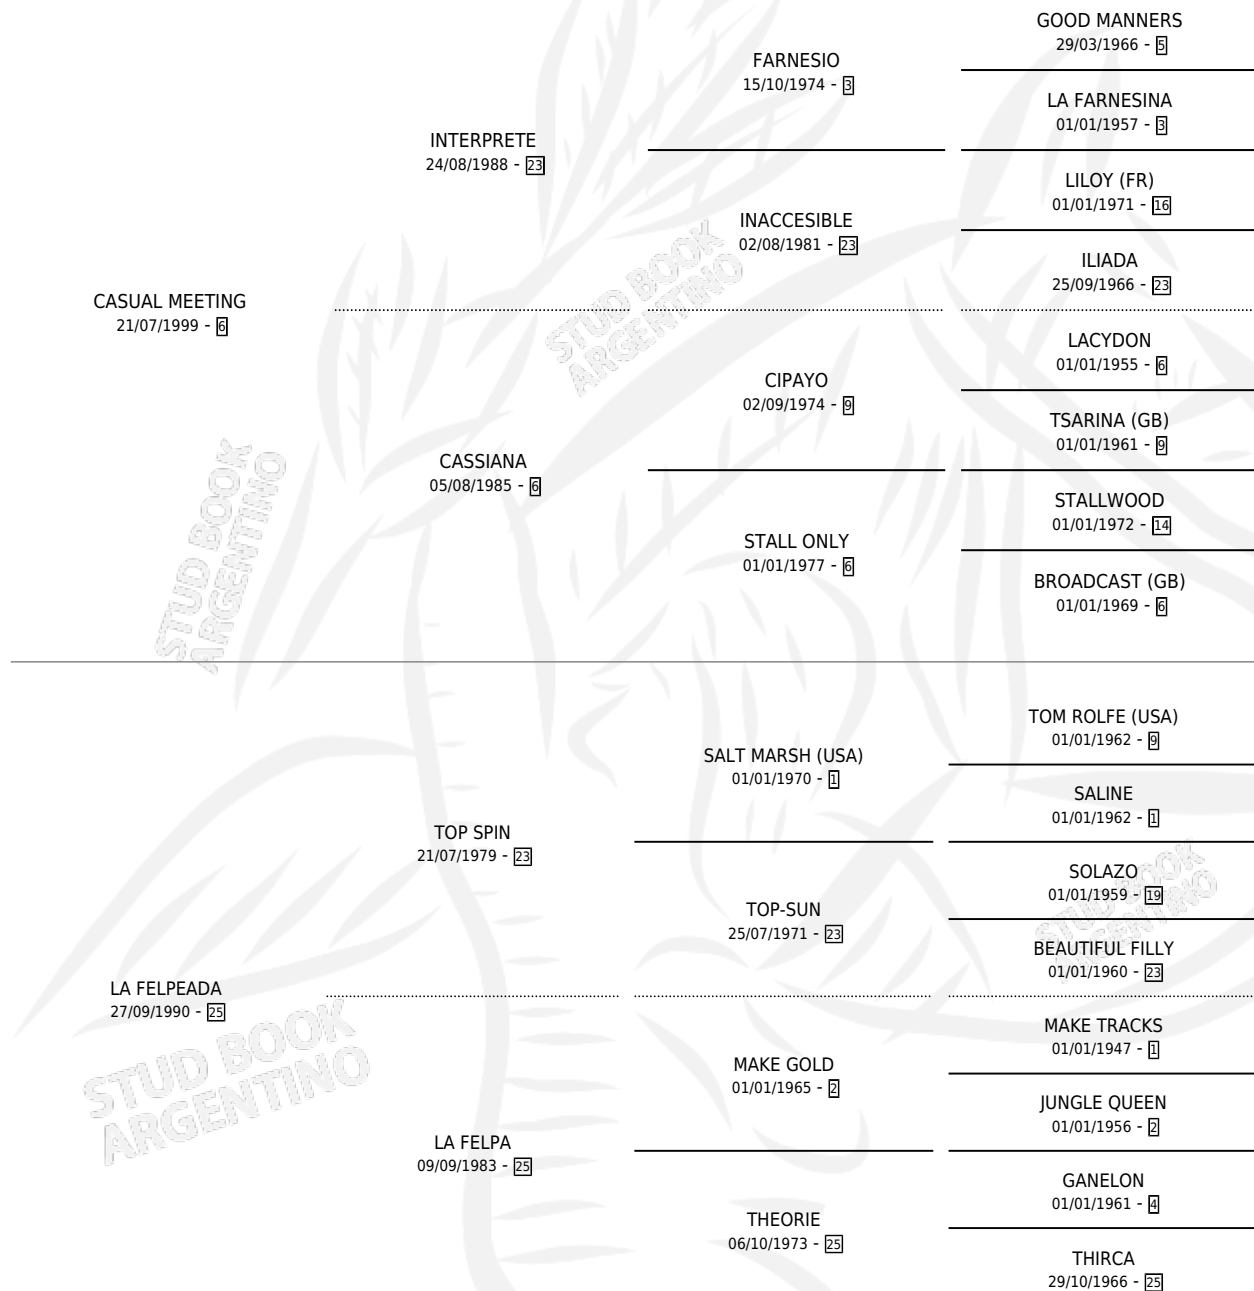 GOOD MANNERS
29/03/1966 - 5
FARNESIO
15/10/1974 - 3
LA FARNESINA
01/01/1957 - 3
INTERPRETE
24/08/1988 - 23
LILOY (FR)
01/01/1971 - 16
INACCESIBLE
02/08/1981 - 23
ILIADA
25/09/1966 - 23
CASUAL MEETING
21/07/1999 - 6
LACYDON
01/01/1955 - 6
CIPAYO
02/09/1974 - 9
TSARINA (GB)
01/01/1961 - 9
CASSIANA
05/08/1985 - 6
STALLWOOD
01/01/1972 - 14
STALL ONLY
01/01/1977 - 6
BROADCAST (GB)
01/01/1969 - 6
TOM ROLFE (USA)
01/01/1962 - 9
SALT MARSH (USA)
01/01/1970 - 1
SALINE
01/01/1962 - 1
TOP SPIN
21/07/1979 - 23
SOLAZO
01/01/1959 - 19
TOP-SUN
25/07/1971 - 23
BEAUTIFUL FILLY
01/01/1960 - 23
LA FELPEADA
27/09/1990 - 25
MAKE TRACKS
01/01/1947 - 1
MAKE GOLD
01/01/1965 - 2
JUNGLE QUEEN
01/01/1956 - 2
LA FELPA
09/09/1983 - 25
GANELON
01/01/1961 - 4
THEORIE
06/10/1973 - 25
THIRCA
29/10/1966 - 25
STUD BOOK
ARGENTINO
STUD BOOK
ARGENTINO
STUD BOOK
ARGENTINO
STUD BOOK
ARGENTINO